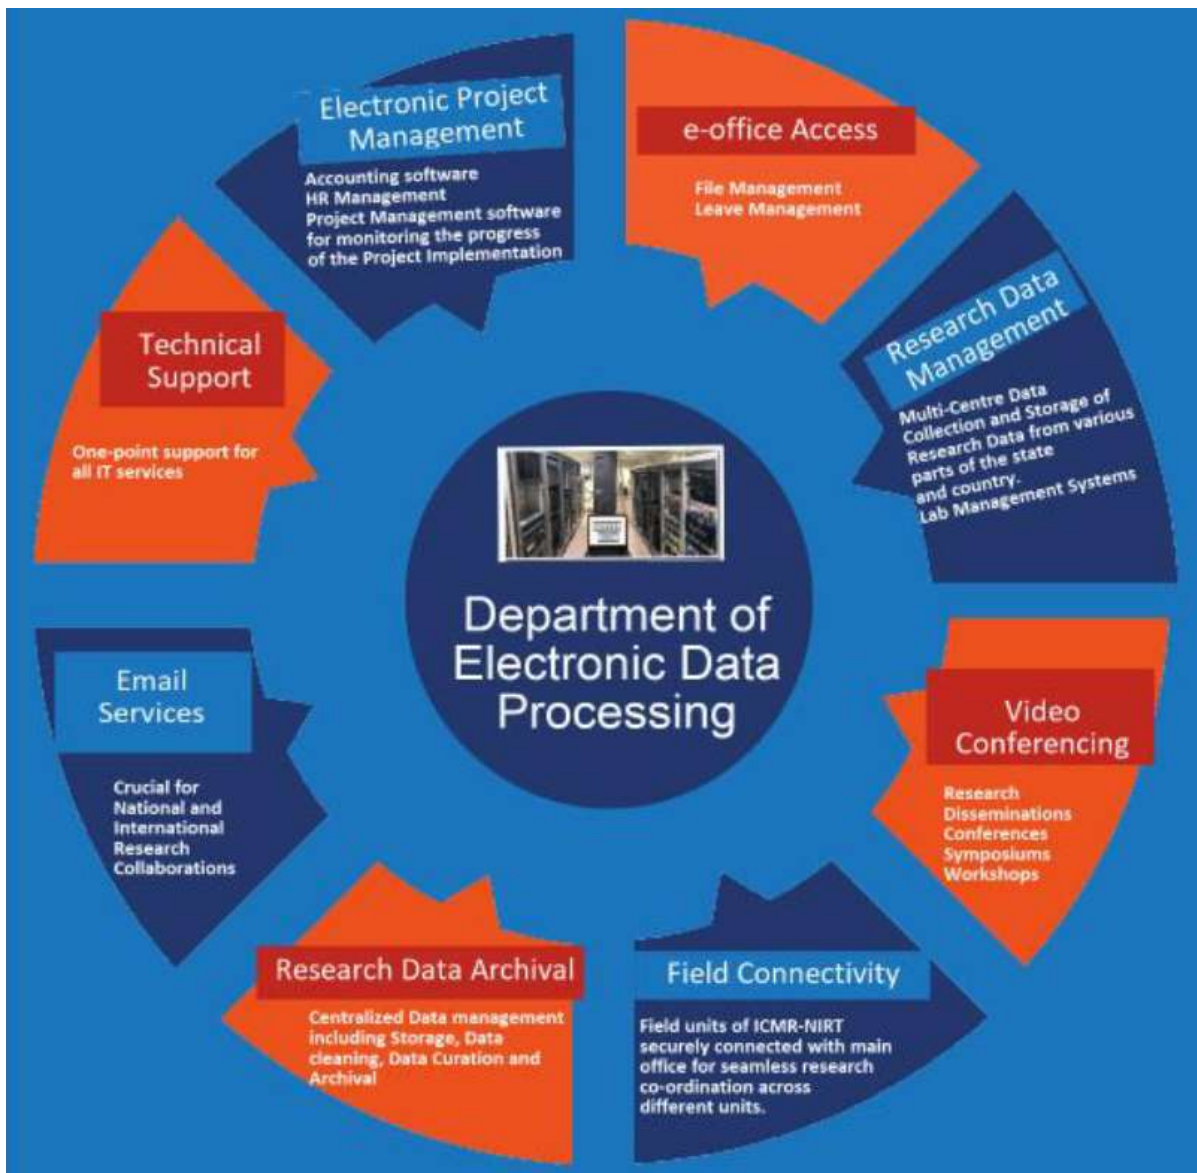 Electronic Project
Management
Accounting software
HR Management
Project Management software
for monitoring the progress
of the Project Implementation
e-office Access
File Management
Leave Management
Research Data
Management
Multi-Centre Data
Collection and Storage of
Research Data from various
parts of the state
and country.
Lab Management Systems
Video
Conferencing
Research
Disseminations
Conferences
Symposiums
Workshops
Field Connectivity
Field units of ICMR-NIRT
securely connected with main
office for seamless research
co-ordination across
different units.
Research Data Archival
Centralized Data management
including Storage, Data
cleaning, Data Curation and
Archival
Email
Services
Crucial for
National and
International
Research
Collaborations
Technical
Support
One-point support for
all IT services
Department of
Electronic Data
Processing